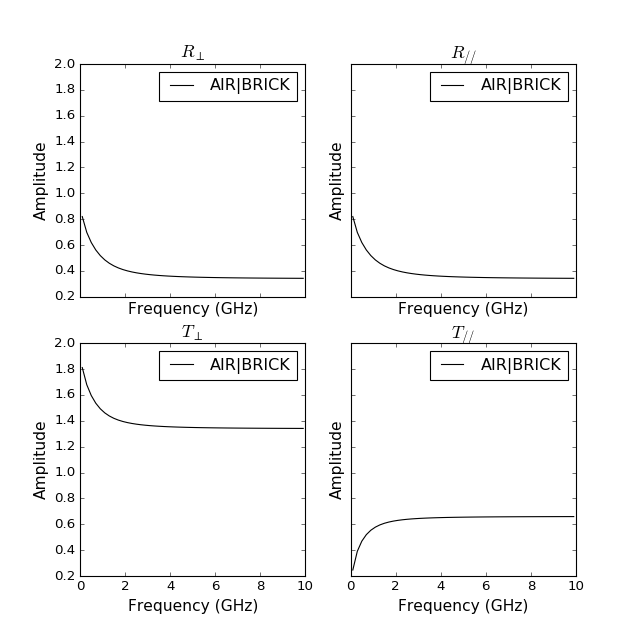 R⊥
R//
2.0
1.8
1.6
1.4
1.2
1.0
0.8
0.6
0.4
0.2
Amplitude
AIR|BRICK
Frequency (GHz)
Amplitude
AIR|BRICK
Frequency (GHz)
T⊥
T//
2.0
1.8
1.6
1.4
1.2
1.0
0.8
0.6
0.4
0.2
Amplitude
AIR|BRICK
0 2 4 6 8 10
Frequency (GHz)
Amplitude
AIR|BRICK
0 2 4 6 8 10
Frequency (GHz)